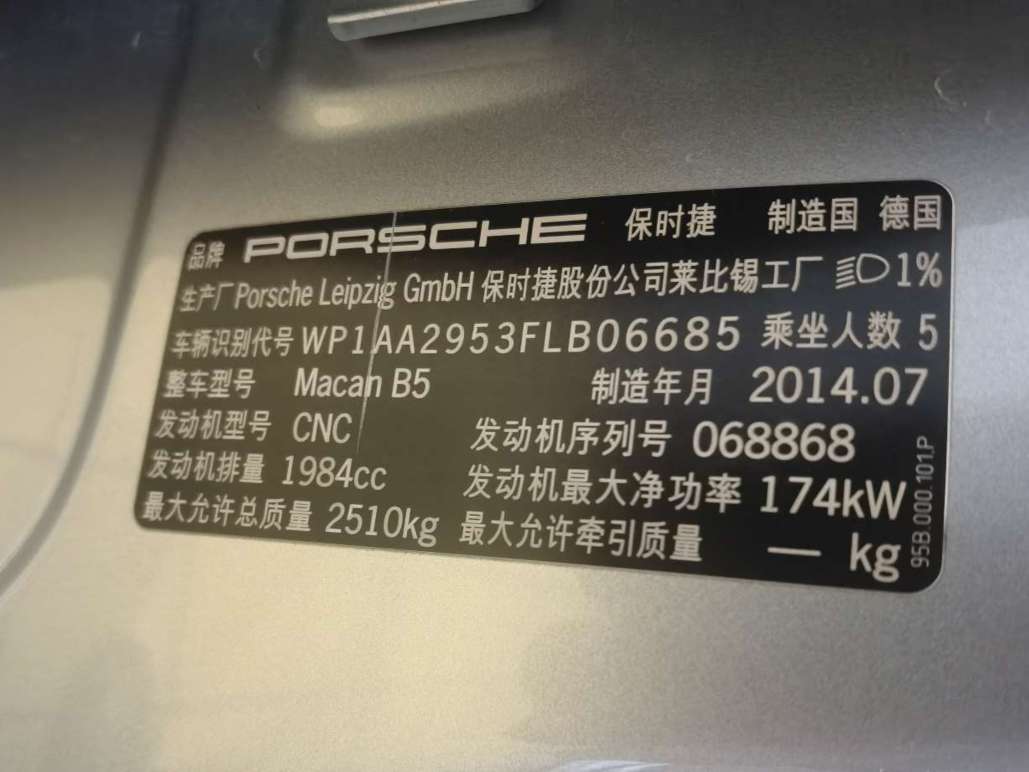 品牌 PORSCHE 保时捷 制造国 德国
生产厂 Porsche Leipzig GmbH 保时捷股份公司莱比锡工厂 1%
车辆识别代号 WP1AA2953FLB06685 乘坐人数 5
整车型号 Macan B5 制造年月 2014.07
发动机型号 CNC 发动机序列号 068868
发动机排量 1984cc 发动机最大净功率 174kW
最大允许总质量 2510kg 最大允许牵引质量 — kg
95B.000.101.P